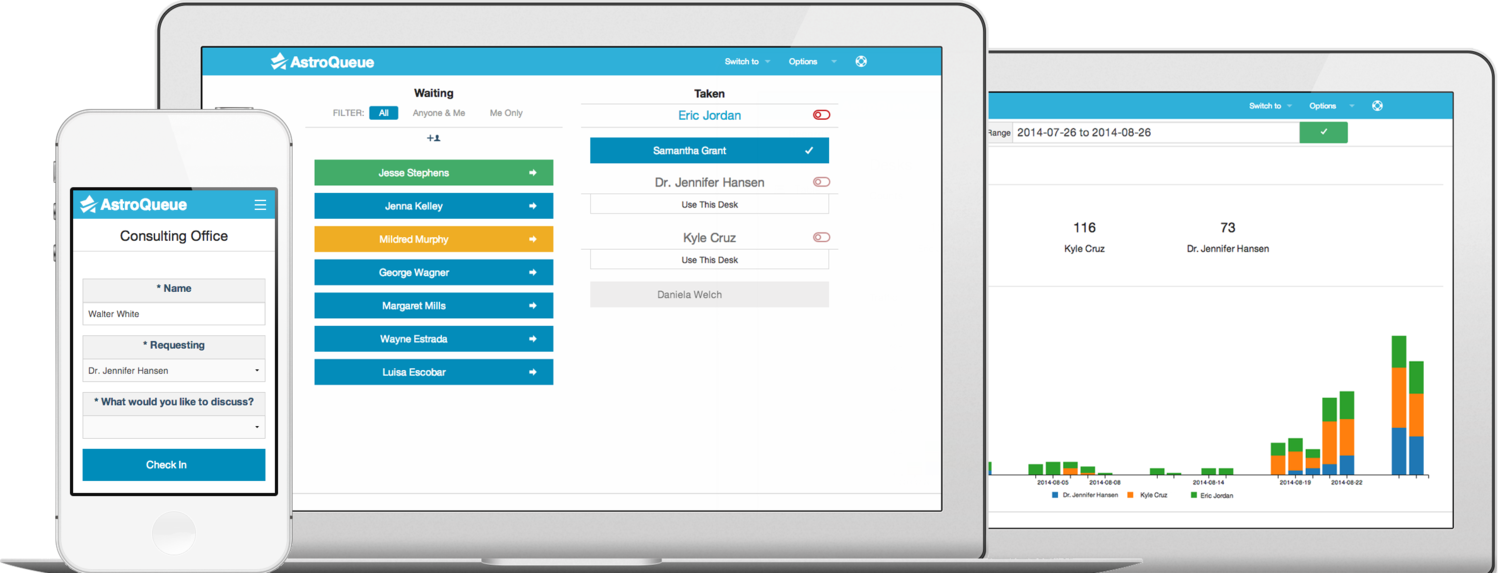 AstroQueue
Consulting Office
* Name
Walter White
* Requesting
Dr. Jennifer Hansen
* What would you like to discuss?
Check In
AstroQueue
Switch to
Options
Waiting
FILTER: All Anyone & Me Me Only
Jesse Stephens
Jenna Kelley
Mildred Murphy
George Wagner
Margaret Mills
Wayne Estrada
Luisa Escobar
Taken
Eric Jordan
Samantha Grant
Dr. Jennifer Hansen
Use This Desk
Kyle Cruz
Use This Desk
Daniela Welch
Switch to
Options
Range 2014-07-26 to 2014-08-26
116
Kyle Cruz
73
Dr. Jennifer Hansen
2014-08-05 2014-08-08 2014-08-14 2014-08-19 2014-08-22
Dr. Jennifer Hansen Kyle Cruz Eric Jordan